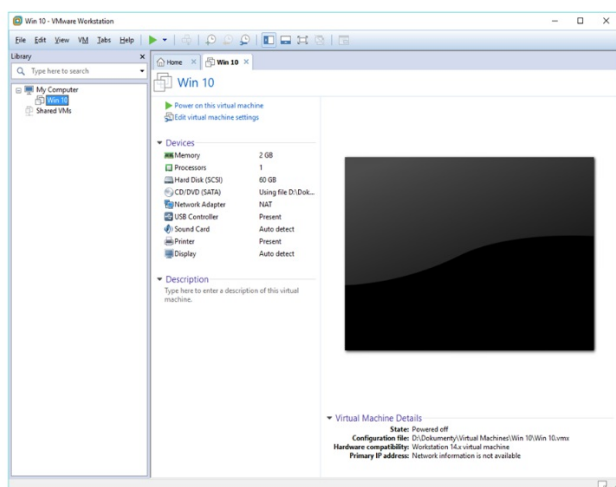 Win 10 - VMware Workstation
File Edit View VM Tabs Help
Library
Type here to search
My Computer
Win 10
Shared VMs
Home
Win 10
Win 10
Power on this virtual machine
Edit virtual machine settings
Devices
Memory 2 GB
Processors 1
Hard Disk (SCSI) 60 GB
CD/DVD (SATA) Using file D:\Dok...
Network Adapter NAT
USB Controller Present
Sound Card Auto detect
Printer Present
Display Auto detect
Description
Type here to enter a description of this virtual
machine.
Virtual Machine Details
State: Powered off
Configuration file: D:\Dokumenty\Virtual Machines\Win 10\Win 10.vmx
Hardware compatibility: Workstation 14.x virtual machine
Primary IP address: Network information is not available